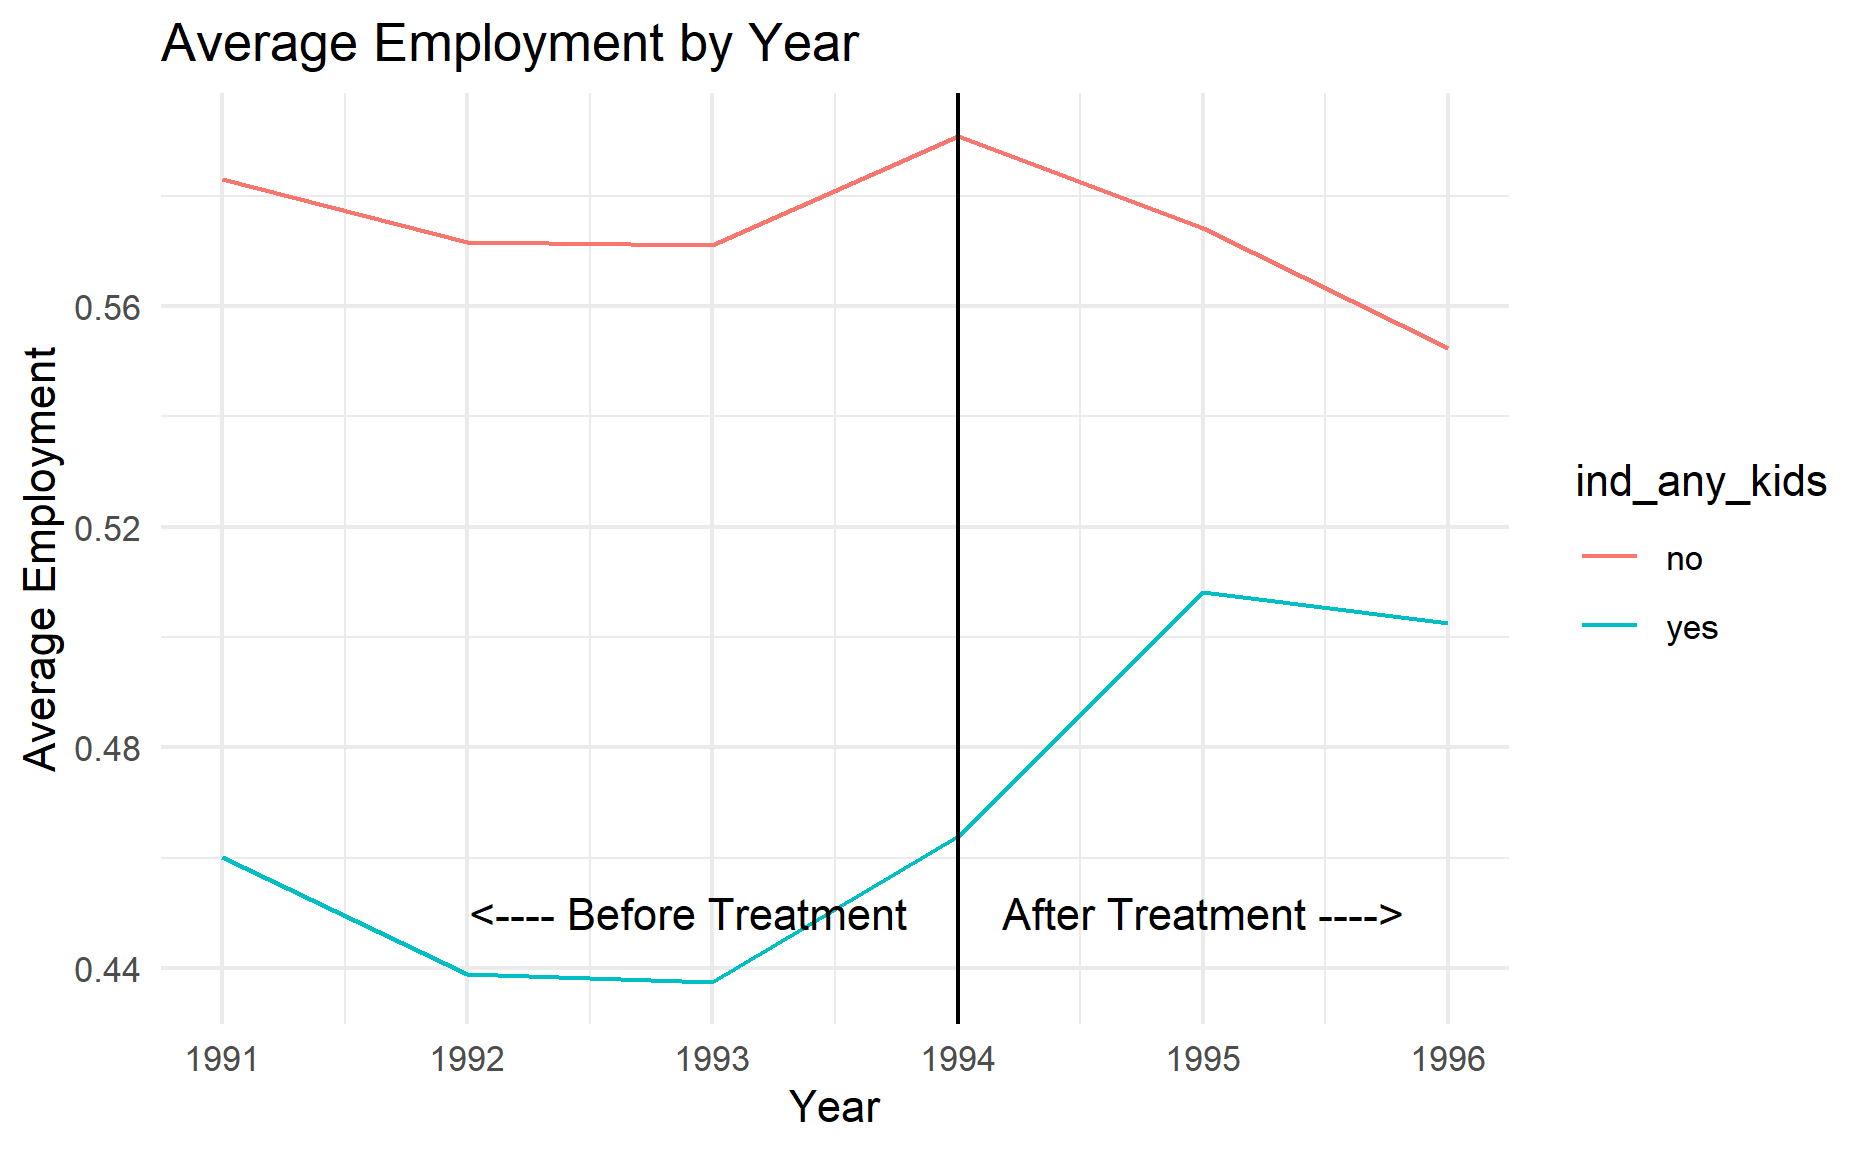 Average Employment by Year
Average Employment
0.56
0.52
0.48
0.44
<---- Before Treatment
After Treatment ---->
1991 1992 1993 1994 1995 1996
Year
ind_any_kids
no
yes